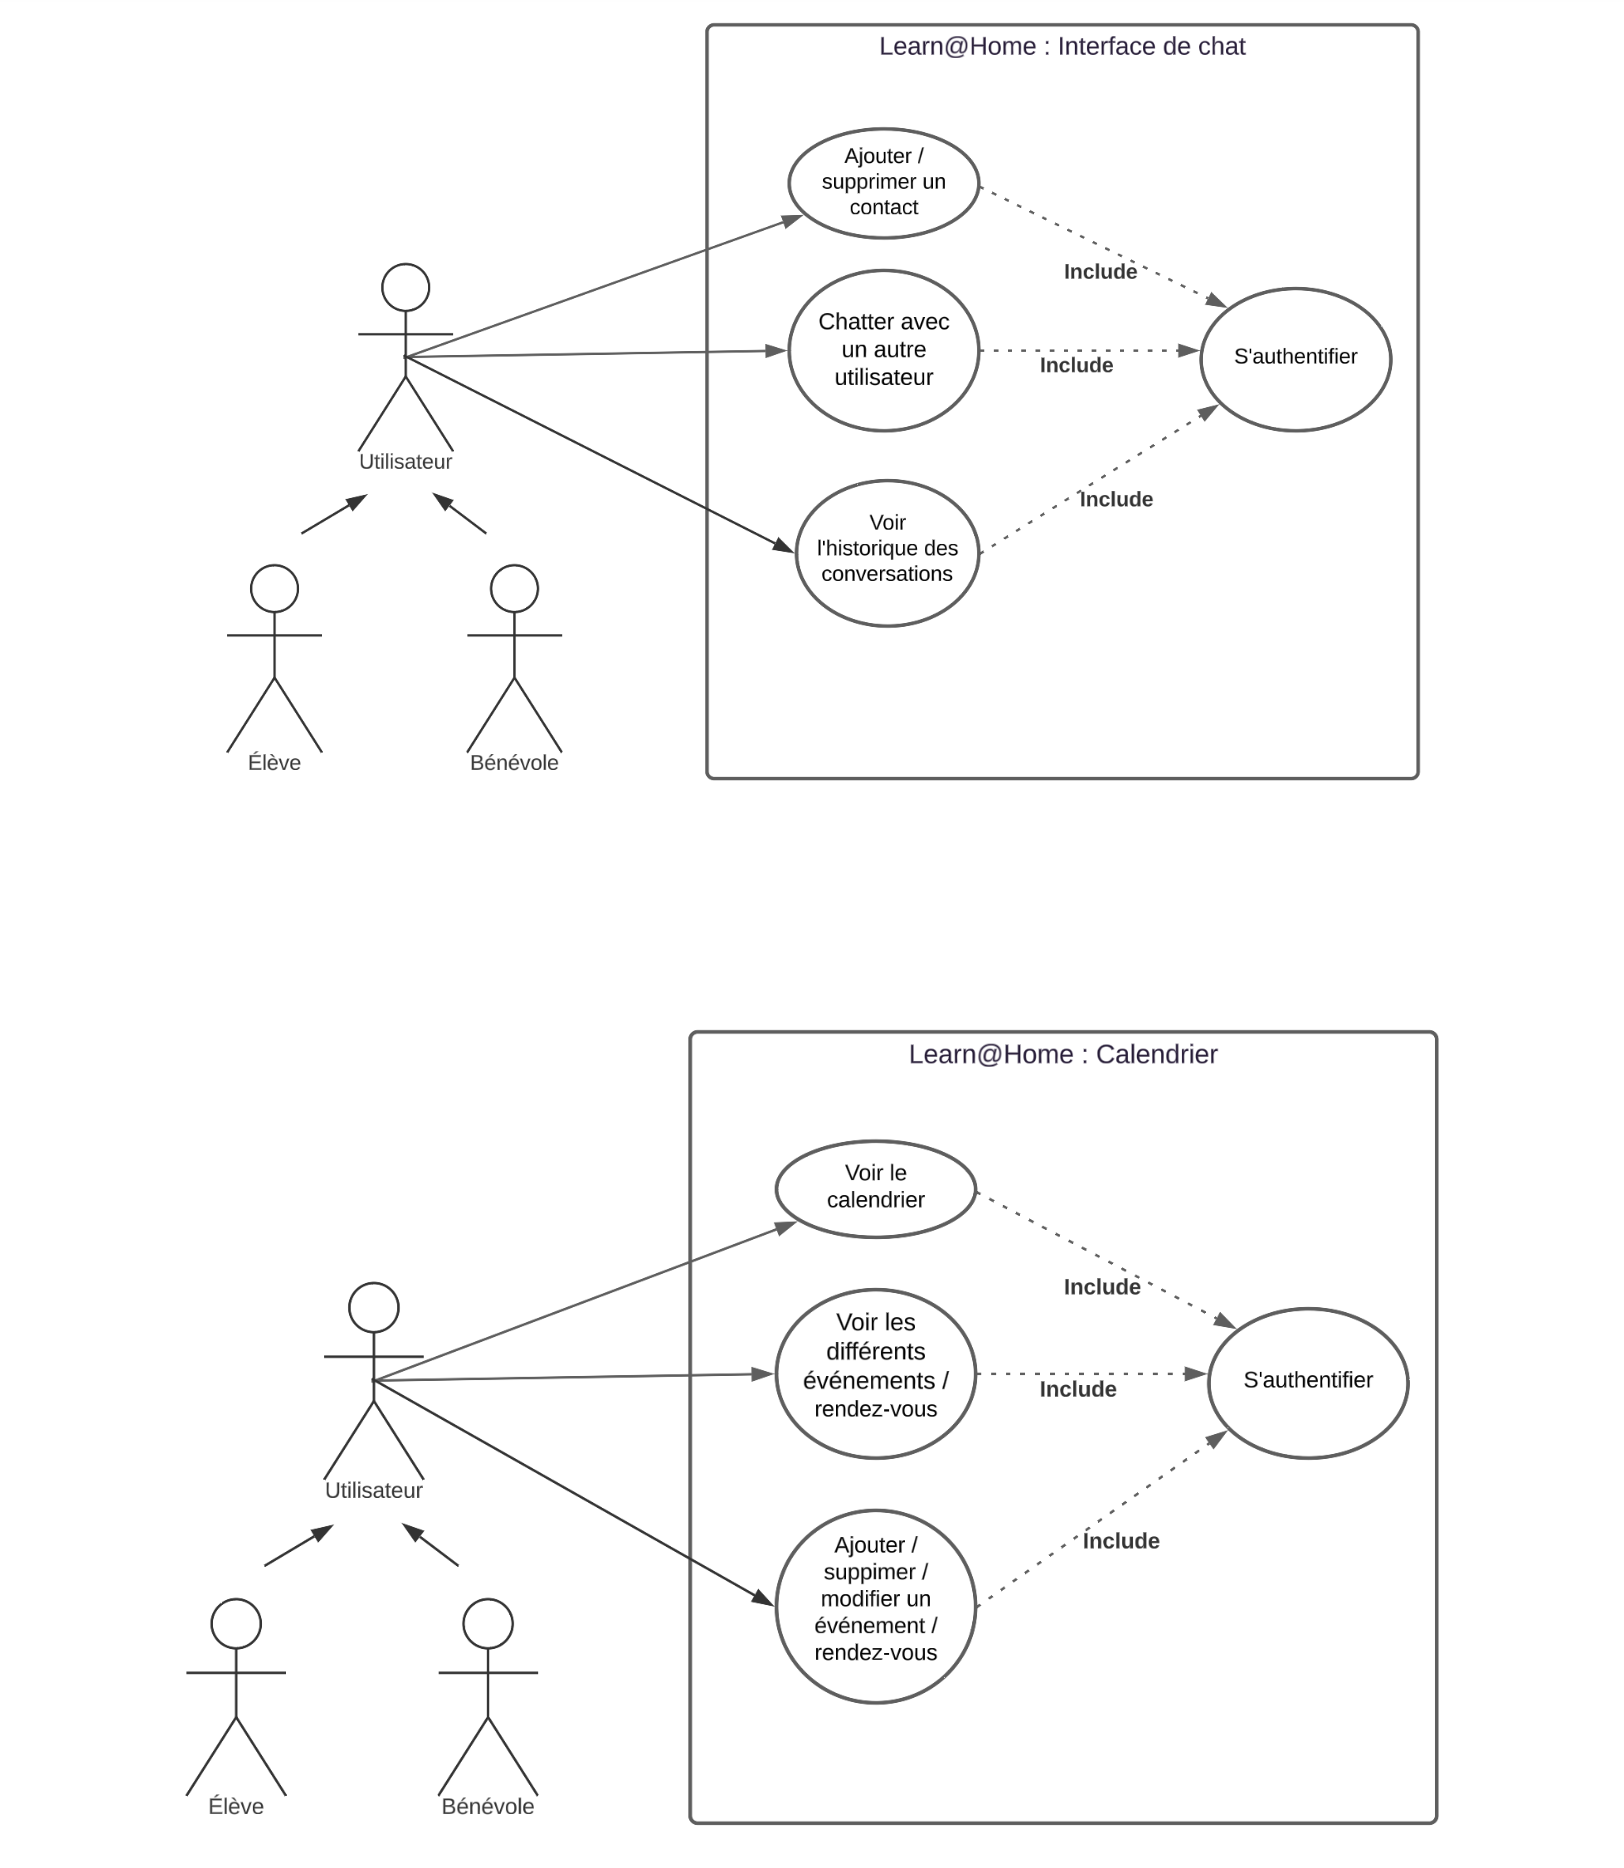 Learn@Home : Interface de chat
Ajouter /
supprimer un
contact
Include
Chatter avec
un autre
utilisateur
Include
S'authentifier
Utilisateur
Include
Voir
l'historique des
conversations
Élève
Bénévole
Learn@Home : Calendrier
Voir le
calendrier
Include
Voir les
différents
événements /
rendez-vous
Include
S'authentifier
Utilisateur
Include
Ajouter /
suppimer /
modifier un
événement /
rendez-vous
Élève
Bénévole